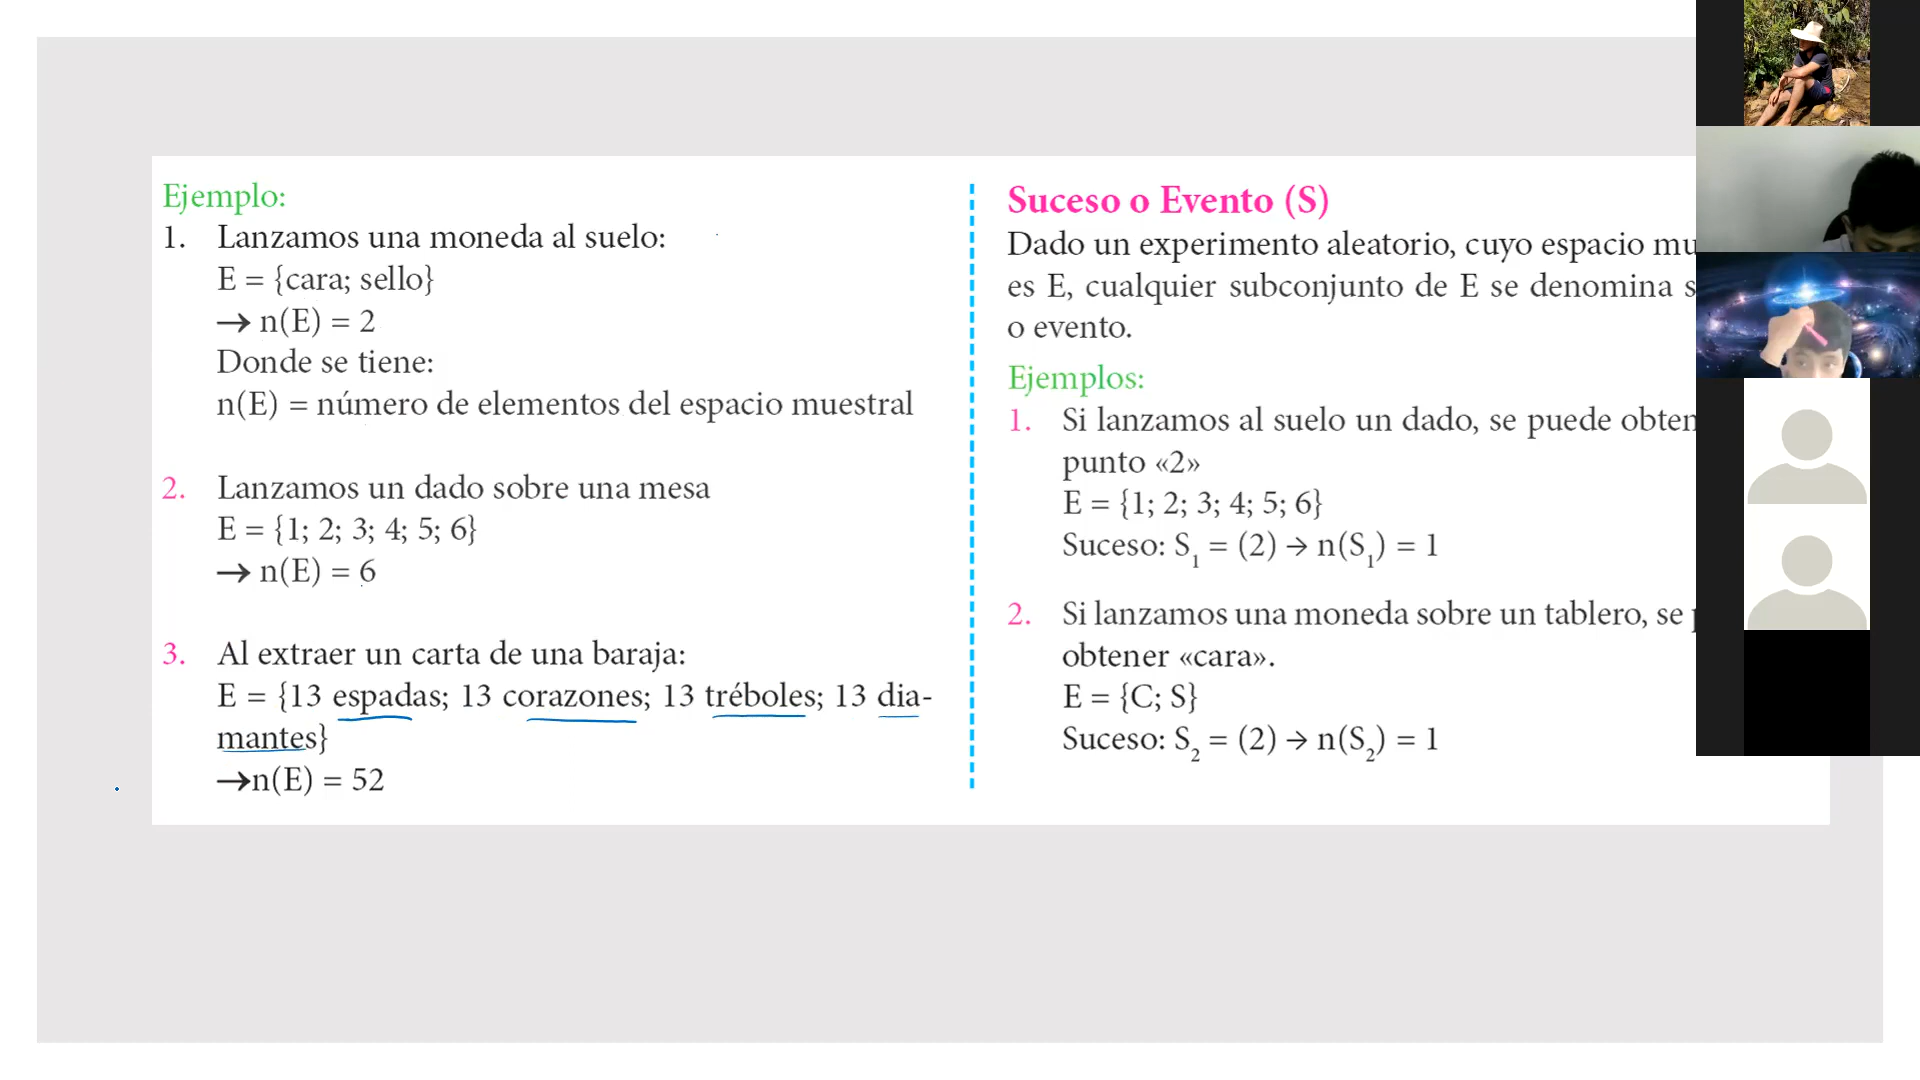 Ejemplo:
1. Lanzamos una moneda al suelo:
E = {cara; sello}
→ n(E) = 2
Donde se tiene:
n(E) = número de elementos del espacio muestral
2. Lanzamos un dado sobre una mesa
E = {1; 2; 3; 4; 5; 6}
→ n(E) = 6
3. Al extraer un carta de una baraja:
E = {13 espadas; 13 corazones; 13 tréboles; 13 dia-
mantes}
→n(E) = 52
Suceso o Evento (S)
Dado un experimento aleatorio, cuyo espacio mu
es E, cualquier subconjunto de E se denomina s
o evento.
Ejemplos:
1. Si lanzamos al suelo un dado, se puede obten
punto «2»
E = {1; 2; 3; 4; 5; 6}
Suceso: S₁ = (2) → n(S₁) = 1
2. Si lanzamos una moneda sobre un tablero, se
obtener «cara».
E = {C; S}
Suceso: S₂ = (2) → n(S₂) = 1